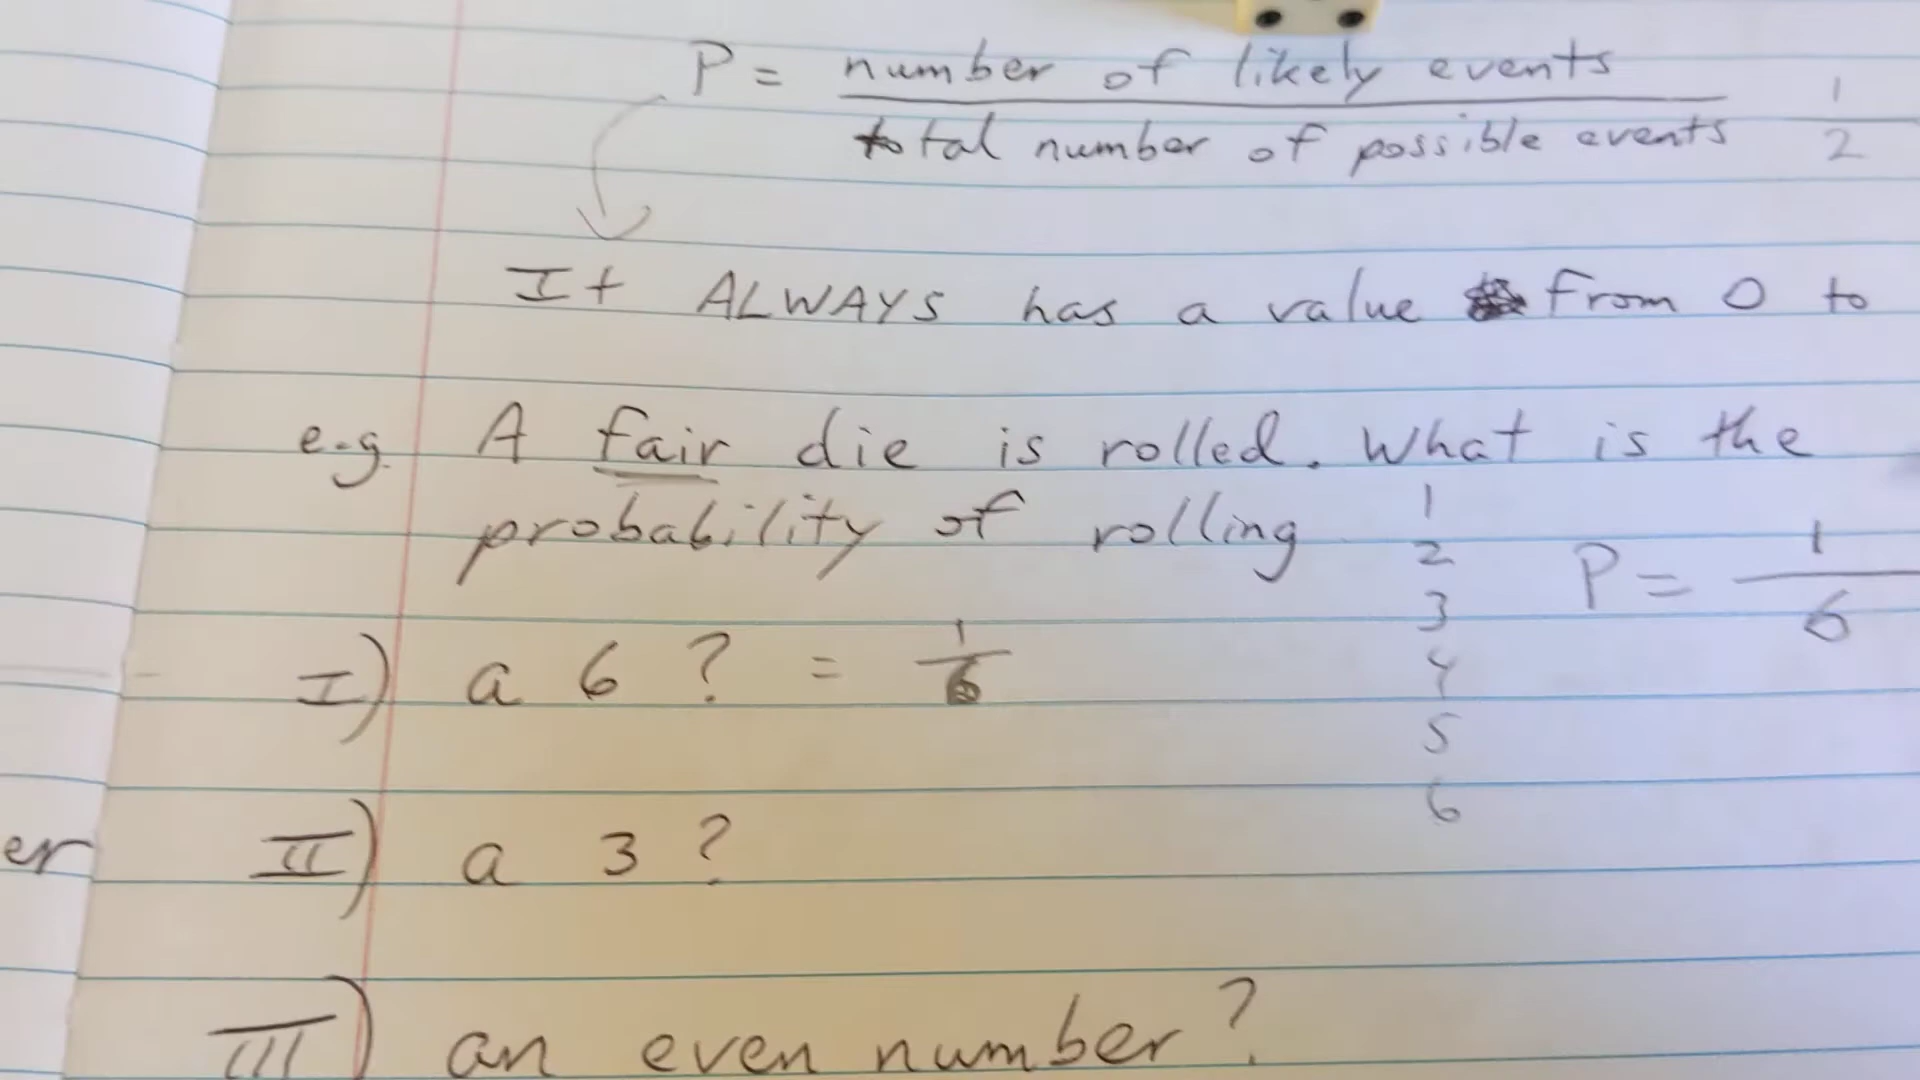 P = number of likely events
total number of possible events
1
2
It ALWAYS has a value from 0 to
e.g. A fair die is rolled. What is the
probability of rolling
1
2
3
4
5
6
P = 1
6
I) a 6 ? = 1
6
er
II) a 3 ?
III) an even number?